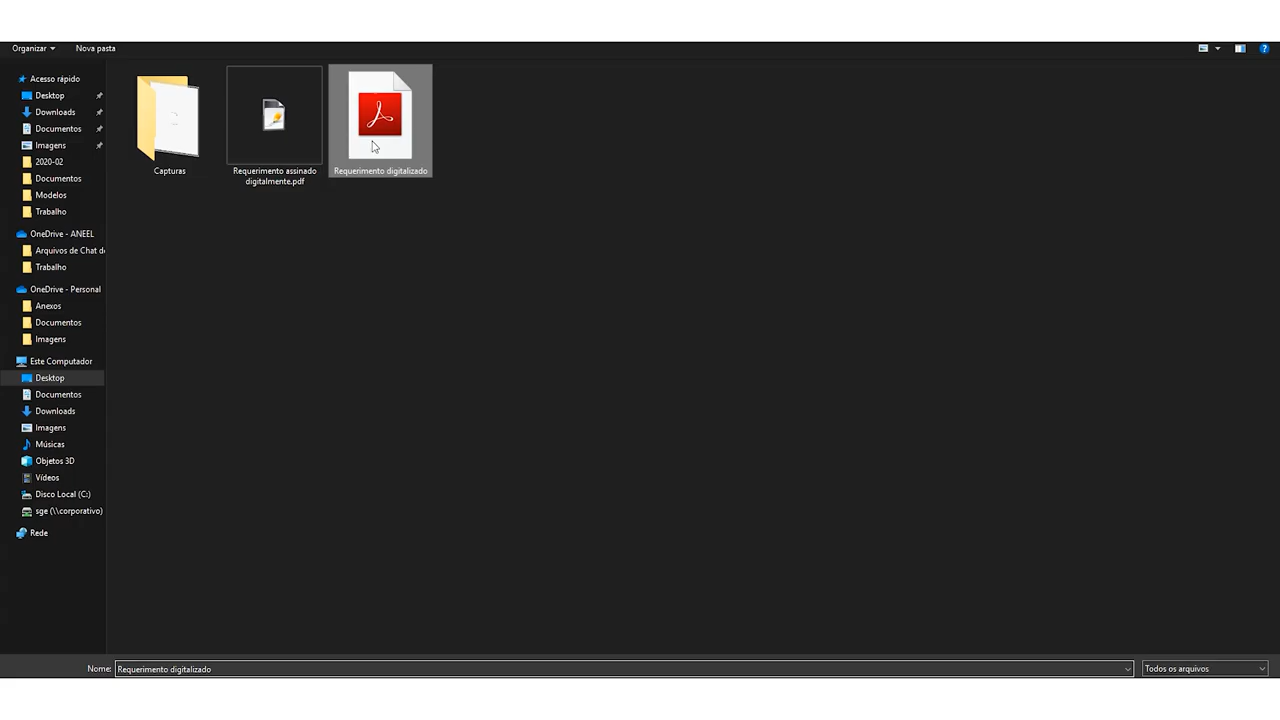 Organizar
Nova pasta
Acesso rápido
Desktop
Downloads
Documentos
Imagens
2020-02
Documentos
Modelos
Trabalho
OneDrive - ANEEL
Arquivos de Chat de
Trabalho
OneDrive - Personal
Anexos
Documentos
Imagens
Este Computador
Desktop
Documentos
Downloads
Imagens
Músicas
Objetos 3D
Vídeos
Disco Local (C:)
sge (\\corporativo)
Rede
Capturas
Requerimento assinado
digitalmente.pdf
Requerimento digitalizado
Nome: Requerimento digitalizado
Todos os arquivos